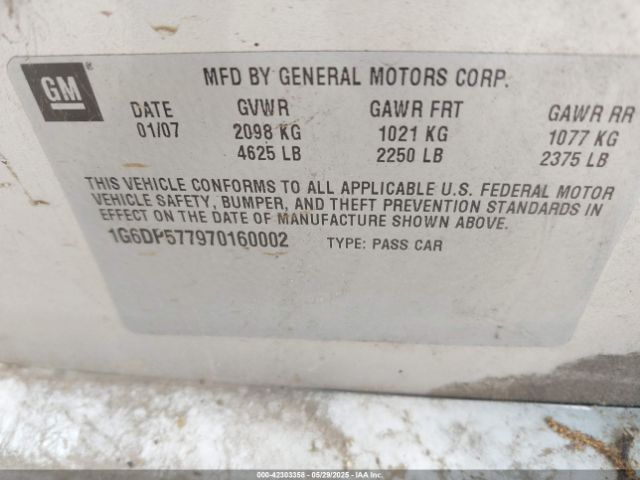 GM ®
MFD BY GENERAL MOTORS CORP.
DATE GVWR GAWR FRT GAWR RR
01/07 2098 KG 1021 KG 1077 KG
4625 LB 2250 LB 2375 LB
THIS VEHICLE CONFORMS TO ALL APPLICABLE U.S. FEDERAL MOTOR
VEHICLE SAFETY, BUMPER, AND THEFT PREVENTION STANDARDS IN
EFFECT ON THE DATE OF MANUFACTURE SHOWN ABOVE.
1G6DP577970160002 TYPE: PASS CAR
000-42303358 - 05/29/2025 - IAA Inc.